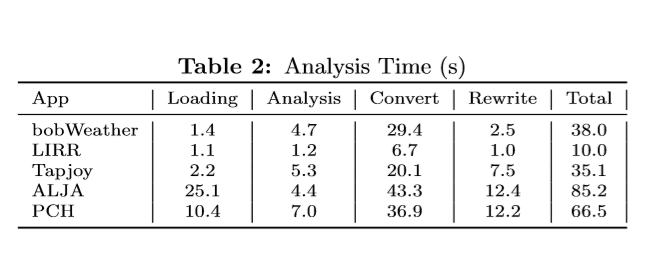 Table 2: Analysis Time (s)
App | Loading | Analysis | Convert | Rewrite | Total |
bobWeather | 1.4 | 4.7 | 29.4 | 2.5 | 38.0 |
LIRR | 1.1 | 1.2 | 6.7 | 1.0 | 10.0 |
Tapjoy | 2.2 | 5.3 | 20.1 | 7.5 | 35.1 |
ALJA | 25.1 | 4.4 | 43.3 | 12.4 | 85.2 |
PCH | 10.4 | 7.0 | 36.9 | 12.2 | 66.5 |